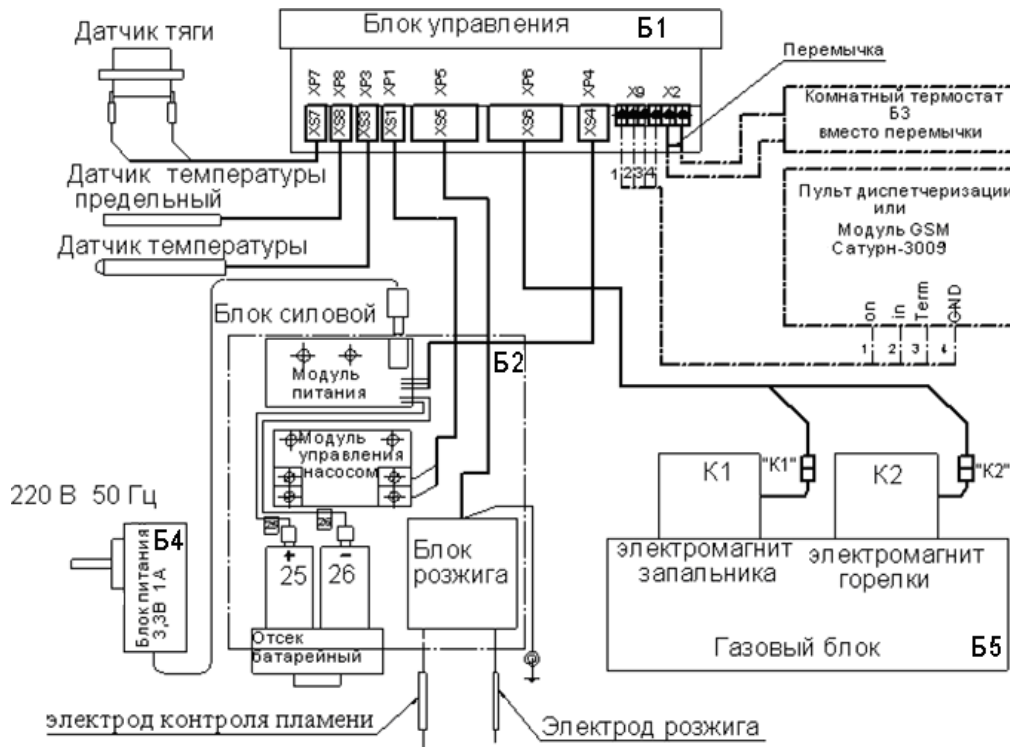 Датчик тяги
Блок управления
Б1
Перемычка
XP7
XP8
XP3
XP1
XP5
XP6
XP4
X9
X2
XS7
XS8
XS3
XS1
XS5
XS6
XS4
Комнатный термостат
Б3
вместо перемычки
1 2 3 4
Датчик температуры
предельный
Датчик температуры
Пульт диспетчеризации
или
Модуль GSM
Сатурн-3009
on
in
Term
GND
1 2 3 4
Блок силовой
Б2
Модуль
питания
Модуль
управления
насосом
220 В 50 Гц
Б4
Блок питания
3,3В 1А
+
-
25
26
Отсек
батарейный
Блок
розжига
К1
"К1"
К2
"К2"
электромагнит
запальника
электромагнит
горелки
Газовый блок
Б5
электрод контроля пламени
Электрод розжига